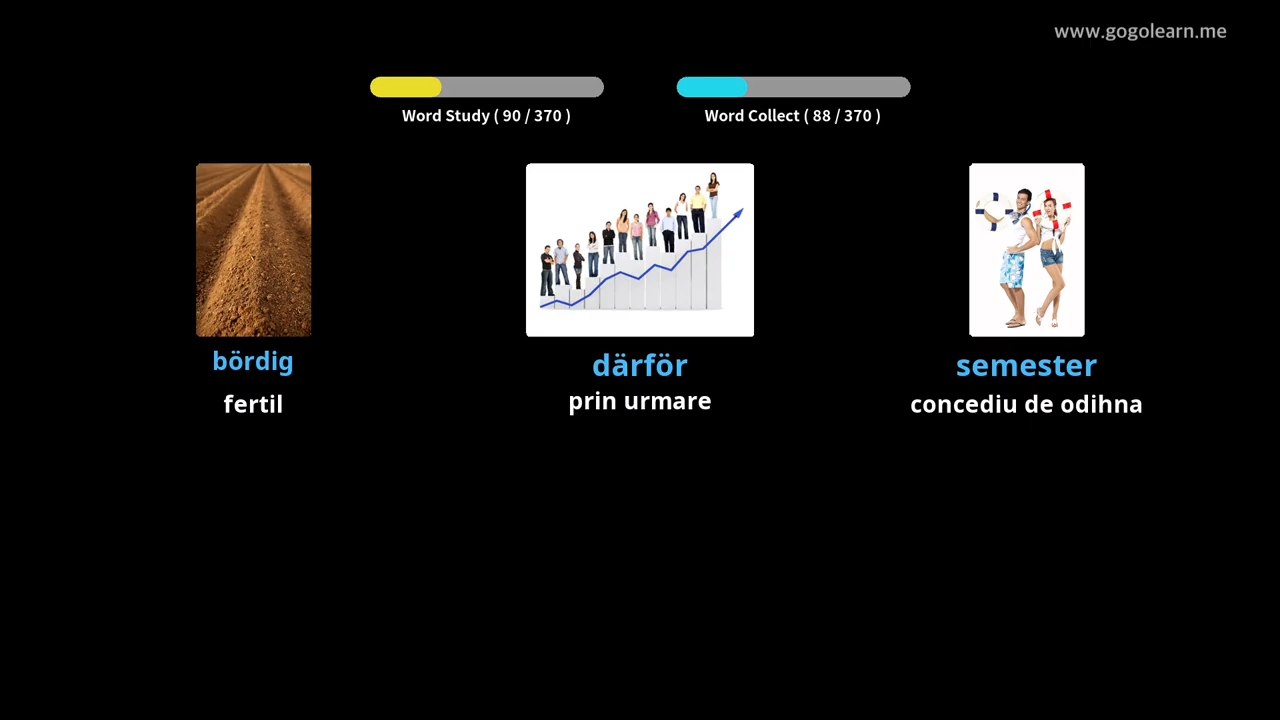 www.gogolearn.me
Word Study ( 90 / 370 )
Word Collect ( 88 / 370 )
bördig
därför
semester
fertil
prin urmare
concediu de odihna